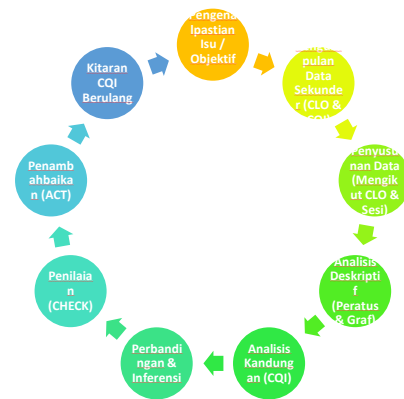 Pengena
lpastian
Isu /
Objektif
pulan
Data
Sekunde
r (CLO &
Penyusu
nan Data
(Mengik
ut CLO &
Sesi)
Analisis
Deskripti
f
(Peratus
& Graf)
Analisis
Kandung
an (CQI)
Perbandi
ngan &
Inferensi
Penilaia
n
(CHECK)
Penamb
ahbaika
n (ACT)
Kitaran
CQI
Berulang